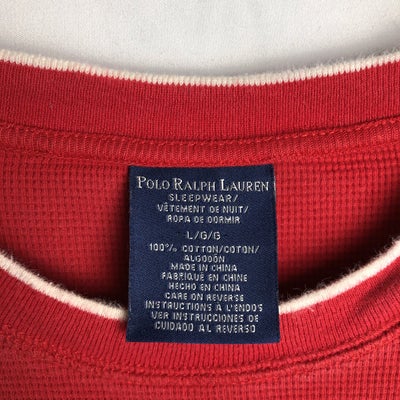 POLO RALPH LAUREN
SLEEPWEAR/
VÊTEMENT DE NUIT/
ROPA DE DORMIR
L/G/G
100% COTTON/COTON/
ALGODÓN
MADE IN CHINA
FABRIQUÉ EN CHINE
HECHO EN CHINA
CARE ON REVERSE
INSTRUCTIONS À L'ENDOS
VER INSTRUCCIONES DE
CUIDADO AL REVERSO